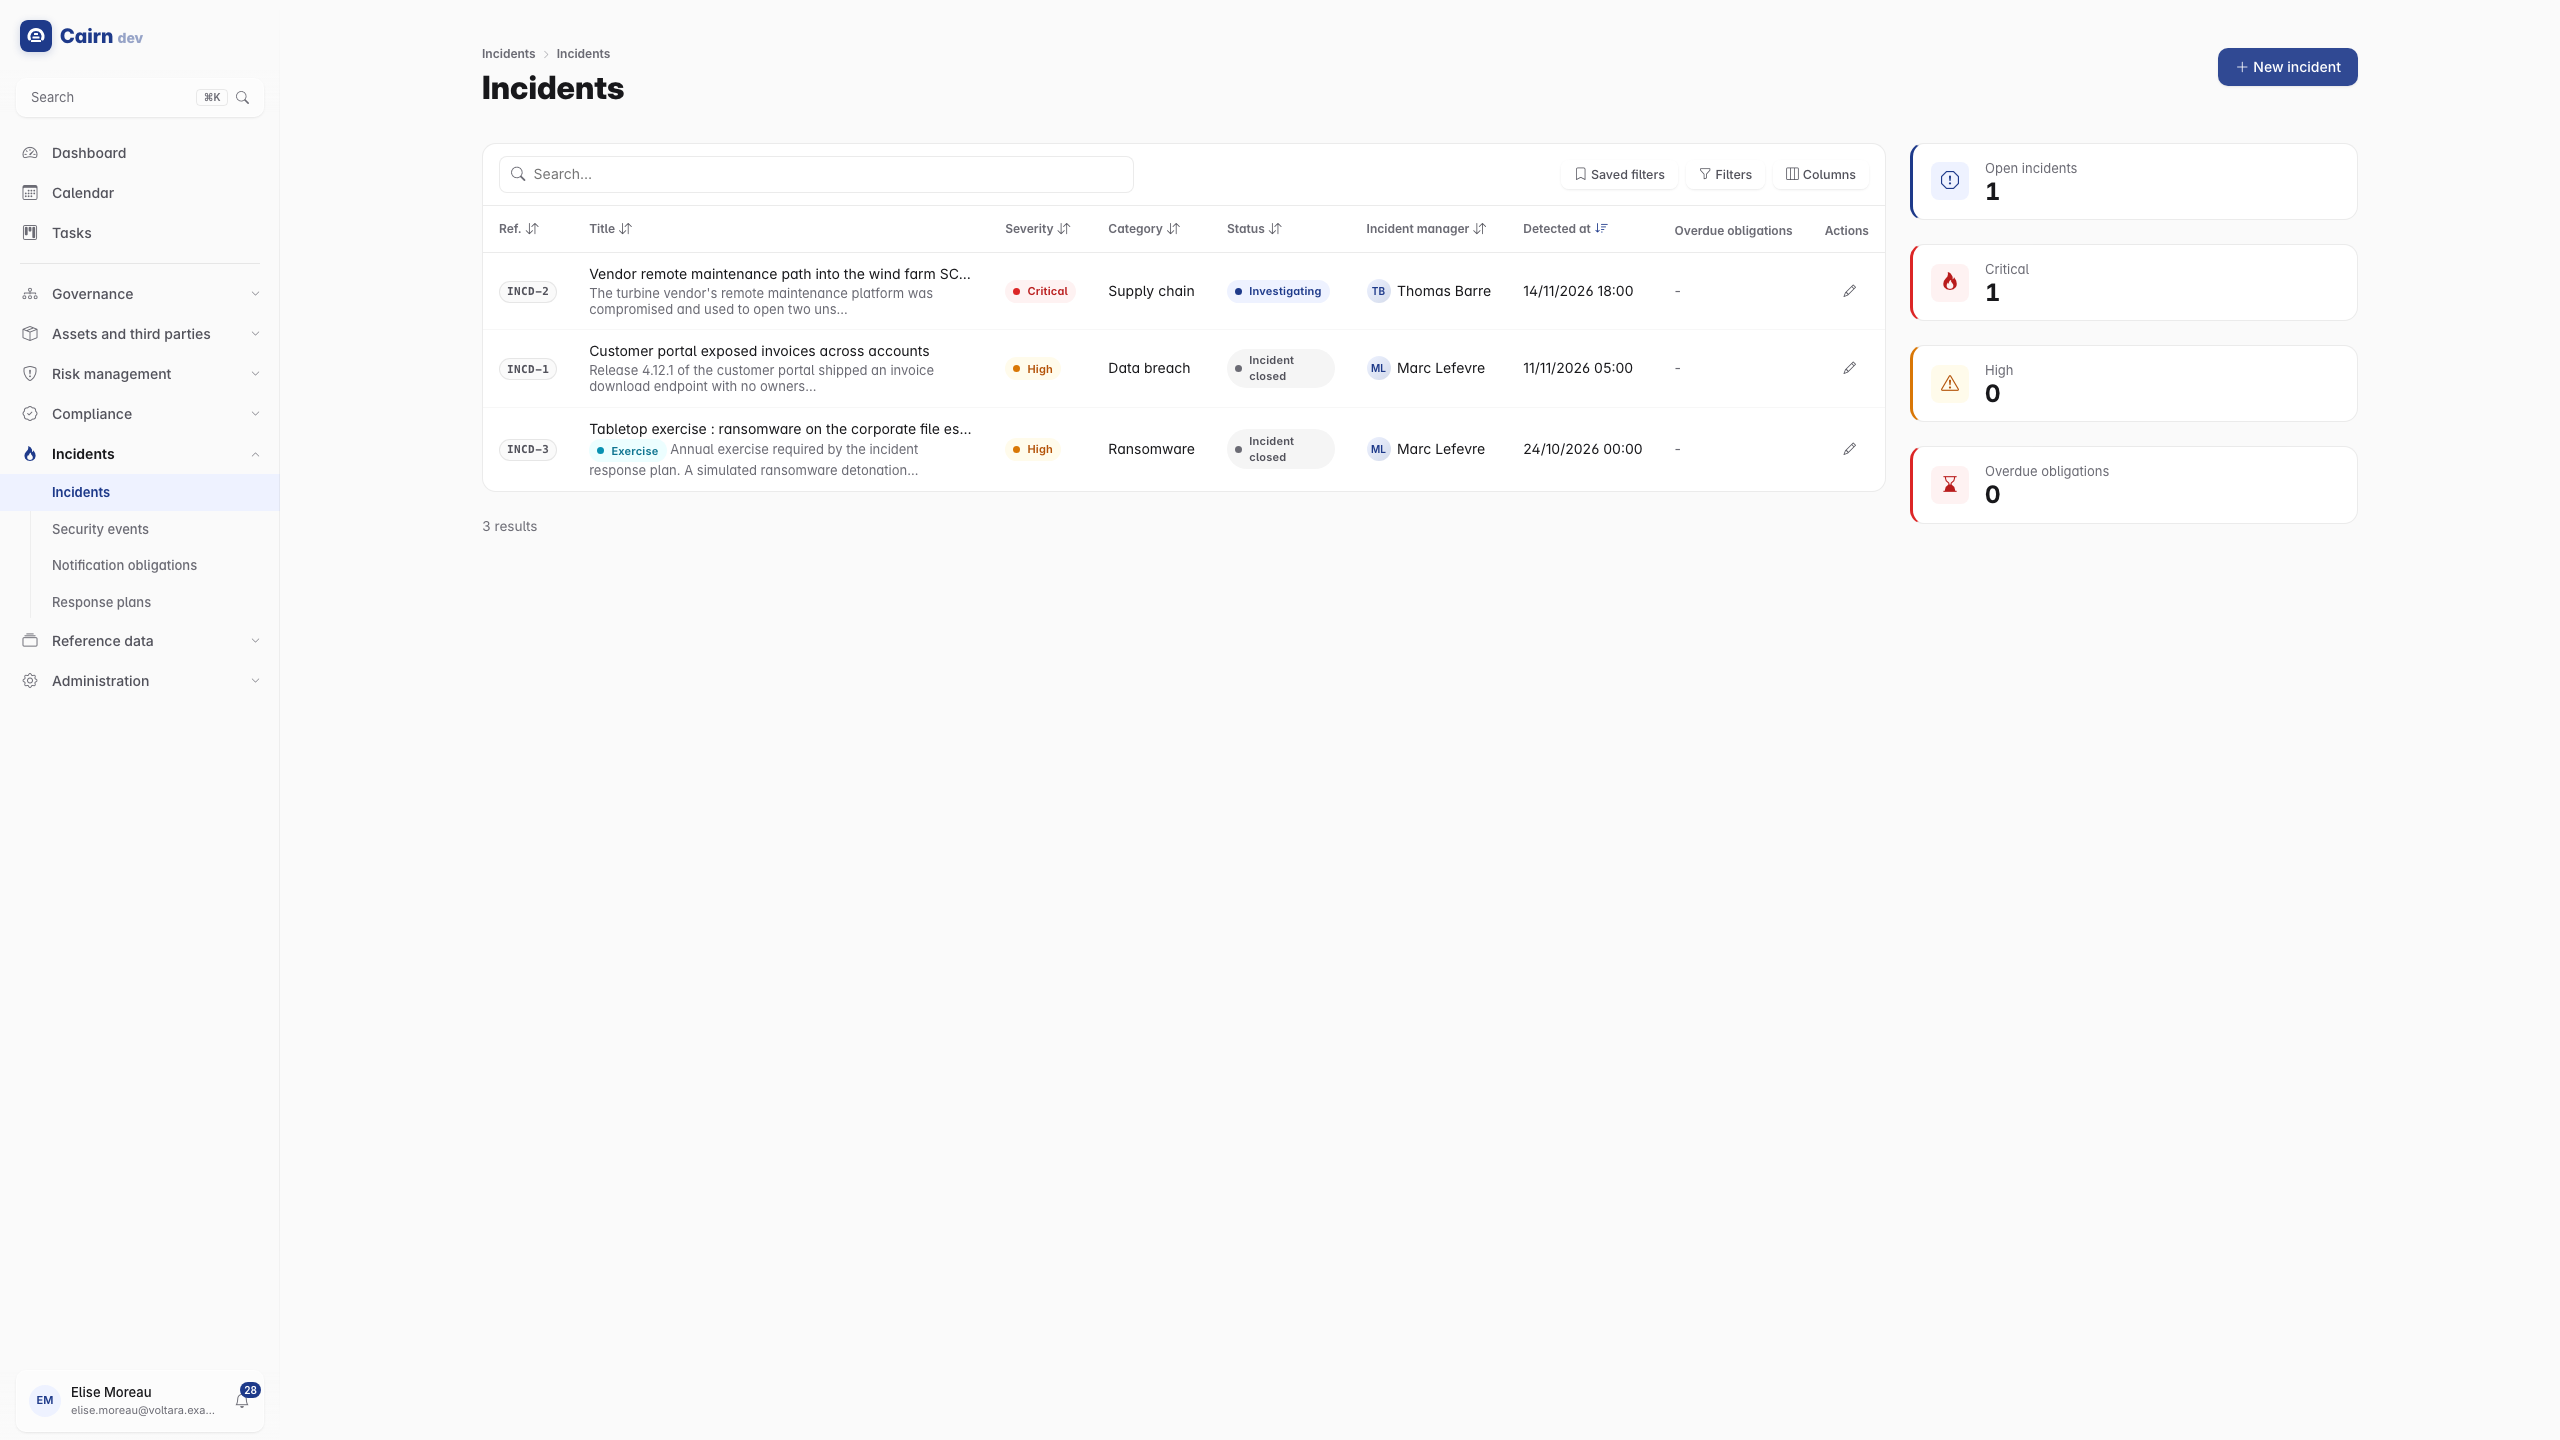 Cairn dev
Search ⌘K
Dashboard
Calendar
Tasks
Governance
Assets and third parties
Risk management
Compliance
Incidents
Incidents
Security events
Notification obligations
Response plans
Reference data
Administration
EM
Elise Moreau
elise.moreau@voltara.exa...
28
Incidents > Incidents
Incidents
+ New incident
Search...
Saved filters
Filters
Columns
Ref. Title Severity Category Status Incident manager Detected at Overdue obligations Actions
INCD-2
Vendor remote maintenance path into the wind farm SC...
The turbine vendor's remote maintenance platform was
compromised and used to open two uns...
Critical
Supply chain
Investigating
TB Thomas Barre
14/11/2026 18:00
-
INCD-1
Customer portal exposed invoices across accounts
Release 4.12.1 of the customer portal shipped an invoice
download endpoint with no owners...
High
Data breach
Incident
closed
ML Marc Lefevre
11/11/2026 05:00
-
INCD-3
Tabletop exercise : ransomware on the corporate file es...
Exercise Annual exercise required by the incident
response plan. A simulated ransomware detonation...
High
Ransomware
Incident
closed
ML Marc Lefevre
24/10/2026 00:00
-
3 results
Open incidents
1
Critical
1
High
0
Overdue obligations
0